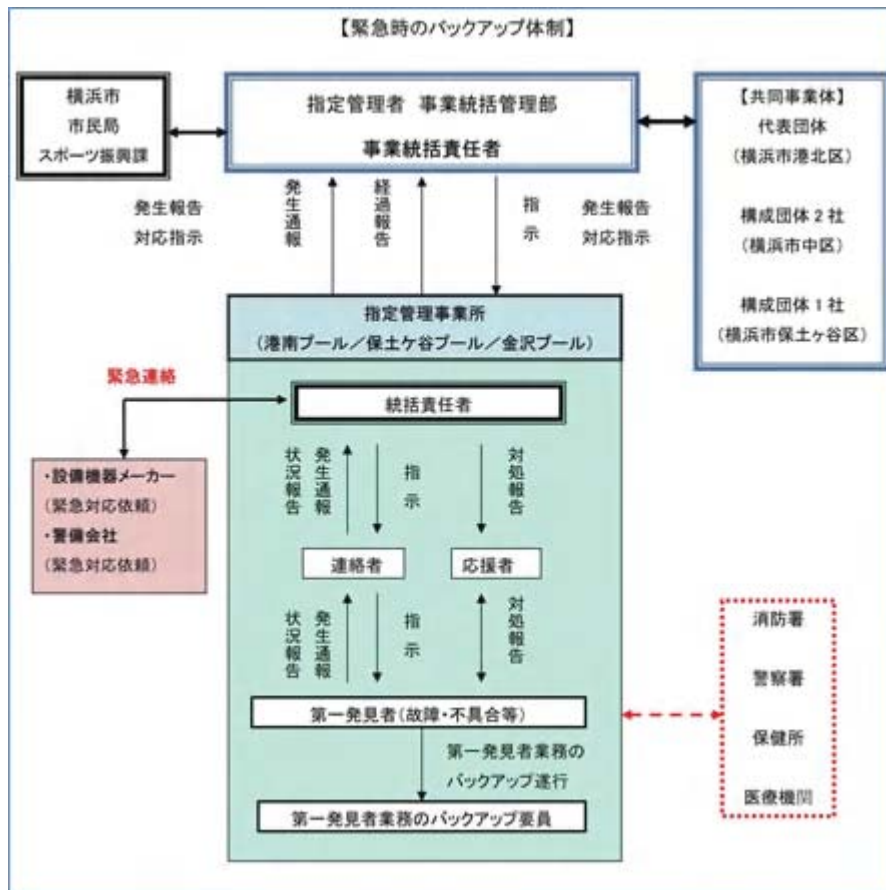 【緊急時のバックアップ体制】
横浜市
市民局
スポーツ振興課
指定管理者 事業統括管理部
事業統括責任者
【共同事業体】
代表団体
(横浜市港北区)
構成団体2社
(横浜市中区)
構成団体1社
(横浜市保土ヶ谷区)
発生報告
対応指示
発生通報
経過報告
指示
発生報告
対応指示
指定管理事業所
(港南プール/保土ケ谷プール/金沢プール)
緊急連絡
統括責任者
・設備機器メーカー
(緊急対応依頼)
・警備会社
(緊急対応依頼)
状況報告
発生通報
指示
対処報告
連絡者
応援者
状況報告
発生通報
指示
対処報告
第一発見者(故障・不具合等)
第一発見者業務の
バックアップ遂行
第一発見者業務のバックアップ要員
消防署
警察署
保健所
医療機関